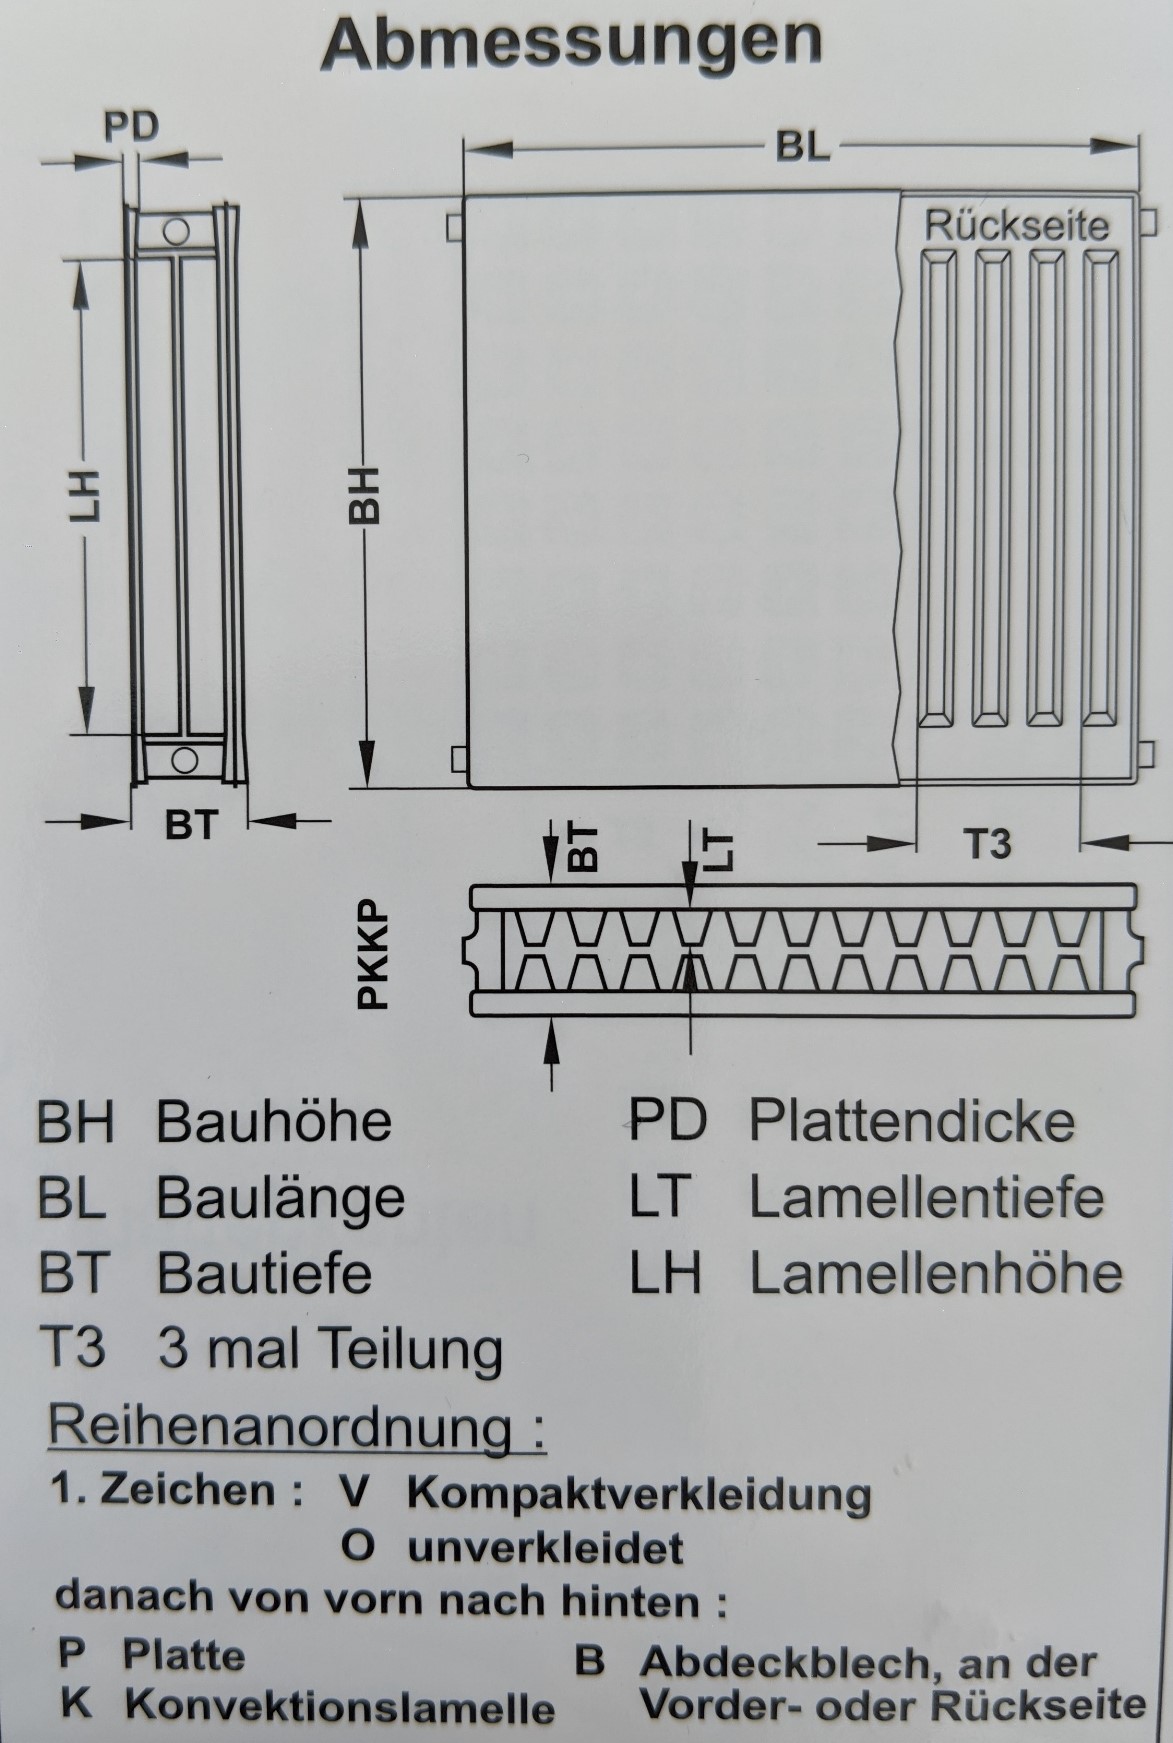 Abmessungen
PD
BL
Rückseite
LH
BH
BT
BT
LT
T3
PKKP
BH Bauhöhe
PD Plattendicke
BL Baulänge
LT Lamellentiefe
BT Bautiefe
LH Lamellenhöhe
T3 3 mal Teilung
Reihenanordnung :
1. Zeichen : V Kompaktverkleidung
O unverkleidet
danach von vorn nach hinten :
P Platte
B Abdeckblech, an der
K Konvektionslamelle
Vorder- oder Rückseite